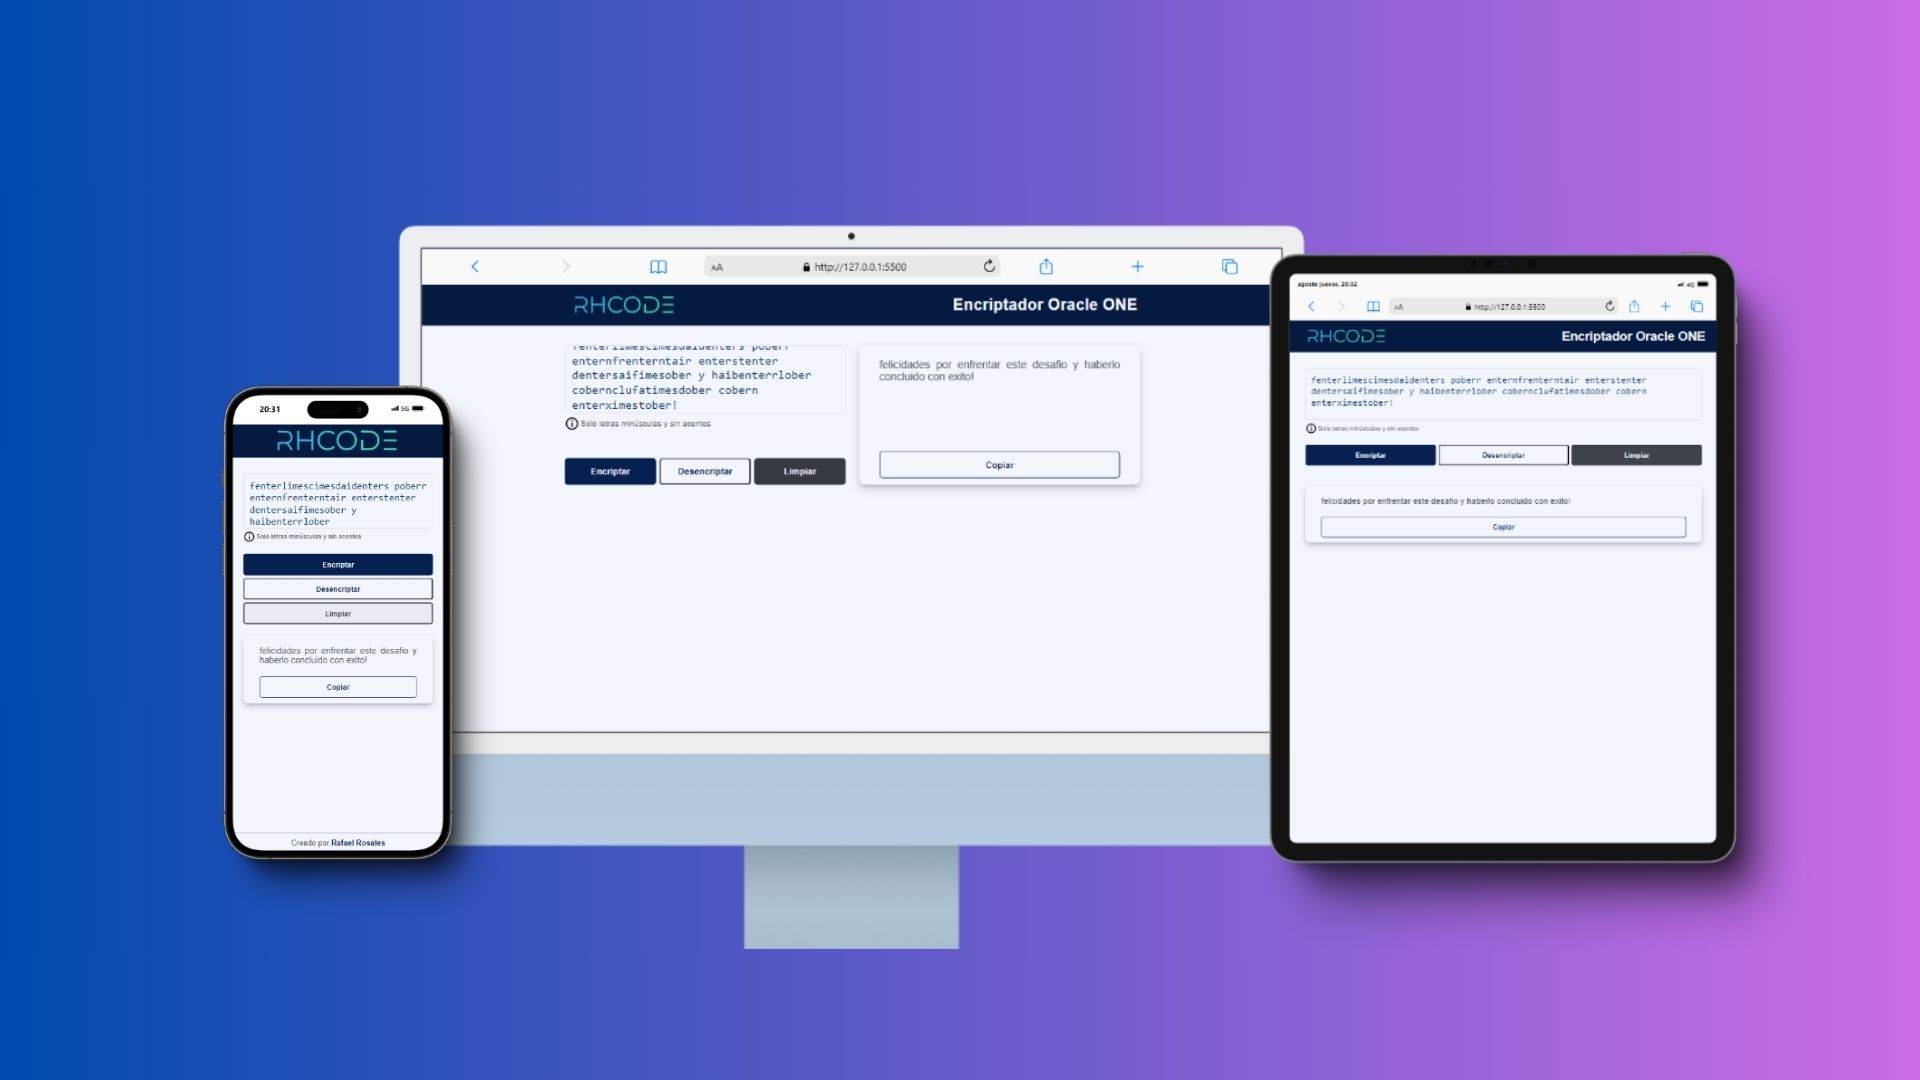 20:31
5G
RHCODE
fenterlimescimesdaidenters poberr
enternfrenterntair enterstenter
dentersaifimesober y
haibenterrlober
Solo letras minúsculas y sin acentos
Encriptar
Desencriptar
Limpiar
felicidades por enfrentar este desafio y
haberlo concluido con exito!
Copiar
Creado por Rafael Rosales
AA
http://127.0.0.1:5500
RHCODE
Encriptador Oracle ONE
fenterlimescimesdaidenters poberr
enternfrenterntair enterstenter
dentersaifimesober y haibenterrlober
cobernclufatimesdober cobern
enterximestober!
Solo letras minúsculas y sin acentos
Encriptar
Desencriptar
Limpiar
felicidades por enfrentar este desafio y haberlo
concluido con exito!
Copiar
agosto jueves, 20:32
4G
AA
http://127.0.0.1:5500
RHCODE
Encriptador Oracle ONE
fenterlimescimesdaidenters poberr enternfrenterntair enterstenter
dentersaifimesober y haibenterrlober cobernclufatimesdober cobern
enterximestober!
Solo letras minúsculas y sin acentos
Encriptar
Desencriptar
Limpiar
felicidades por enfrentar este desafio y haberlo concluido con exito!
Copiar